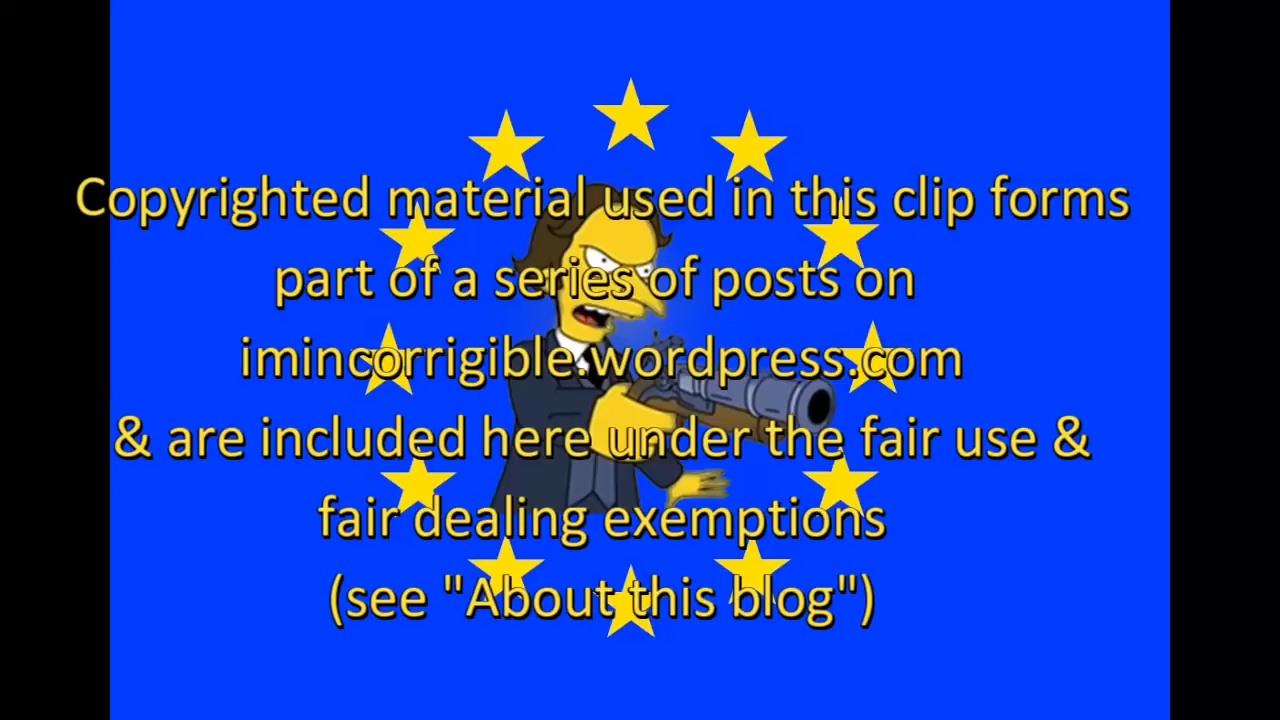 Copyrighted material used in this clip forms
part of a series of posts on
imincorrigible.wordpress.com
& are included here under the fair use &
fair dealing exemptions
(see "About this blog")